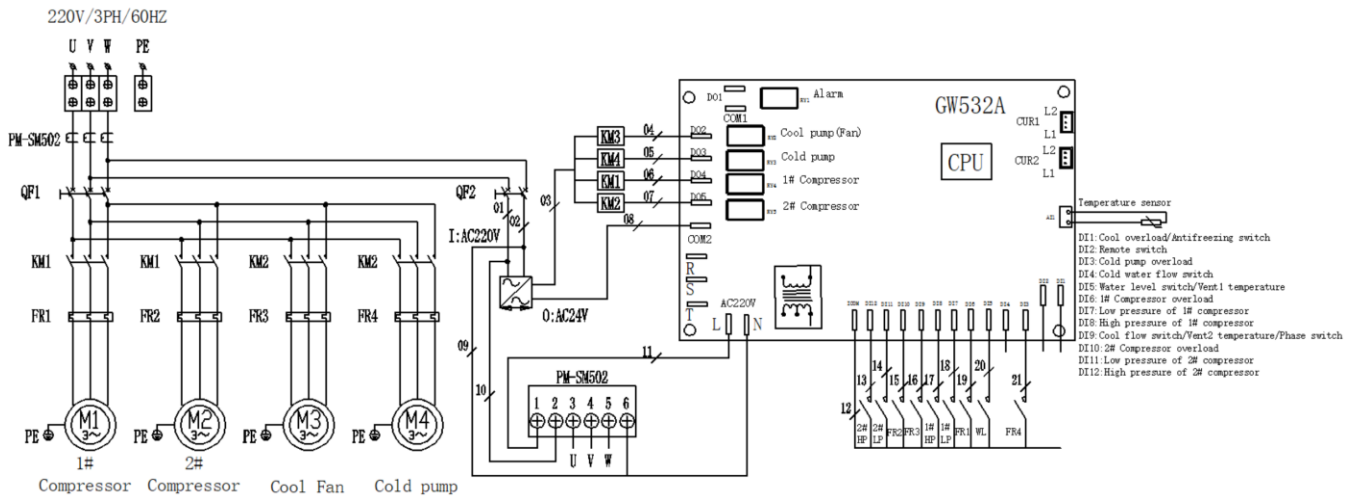 220V/3PH/60HZ
U V W PE
PM-SM502
QF1
QF2
01
02
I:AC220V
O:AC24V
03
KM3 04
KM4 05
KM1 06
KM2 07
08
09
10
11
KM1 KM1 KM2 KM2
FR1 FR2 FR3 FR4
M1 3~
M2 3~
M3 3~
M4 3~
PE PE PE PE
1# Compressor
2# Compressor
Cool Fan
Cold pump
PM-SM502
1 2 3 4 5 6
U V W
GW532A
CPU
DO1
COM1
Alarm
DO2 Cool pump(Fan)
DO3 Cold pump
DO4 1# Compressor
DO5 2# Compressor
COM2
R
S
T
AC220V
L N
CUR1 L2 L1
CUR2 L2 L1
Temperature sensor
DI1:Cool overload/Antifreezing switch
DI2:Remote switch
DI3:Cold pump overload
DI4:Cold water flow switch
DI5:Water level switch/Vent1 temperature
DI6:1# Compressor overload
DI7:Low pressure of 1# compressor
DI8:High pressure of 1# compressor
DI9:Cool flow switch/Vent2 temperature/Phase switch
DI10:2# Compressor overload
DI11:Low pressure of 2# compressor
DI12:High pressure of 2# compressor
12 13 14 15 16 17 18 19 20 21
2# HP
2# LP
FR2
FR3
1# HP
1# LP
FR1
WL
FR4